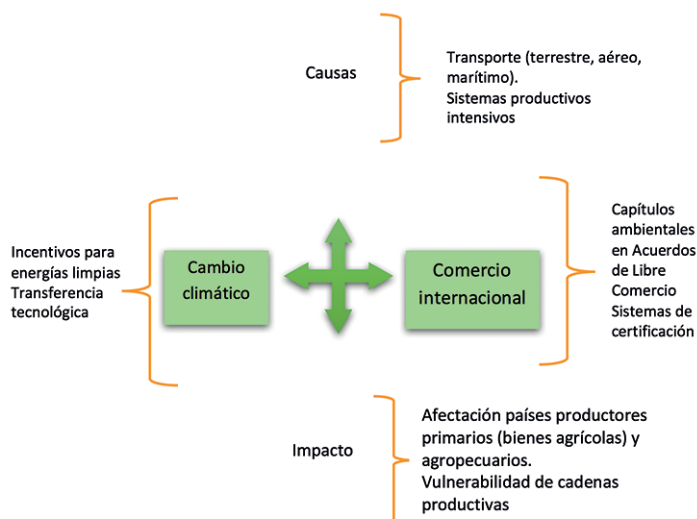 Causas
Transporte (terrestre, aéreo,
marítimo).
Sistemas productivos
intensivos
Incentivos para
energías limpias
Transferencia
tecnológica
Cambio
climático
Comercio
internacional
Capítulos
ambientales
en Acuerdos
de Libre
Comercio
Sistemas de
certificación
Impacto
Afectación países productores
primarios (bienes agrícolas) y
agropecuarios.
Vulnerabilidad de cadenas
productivas